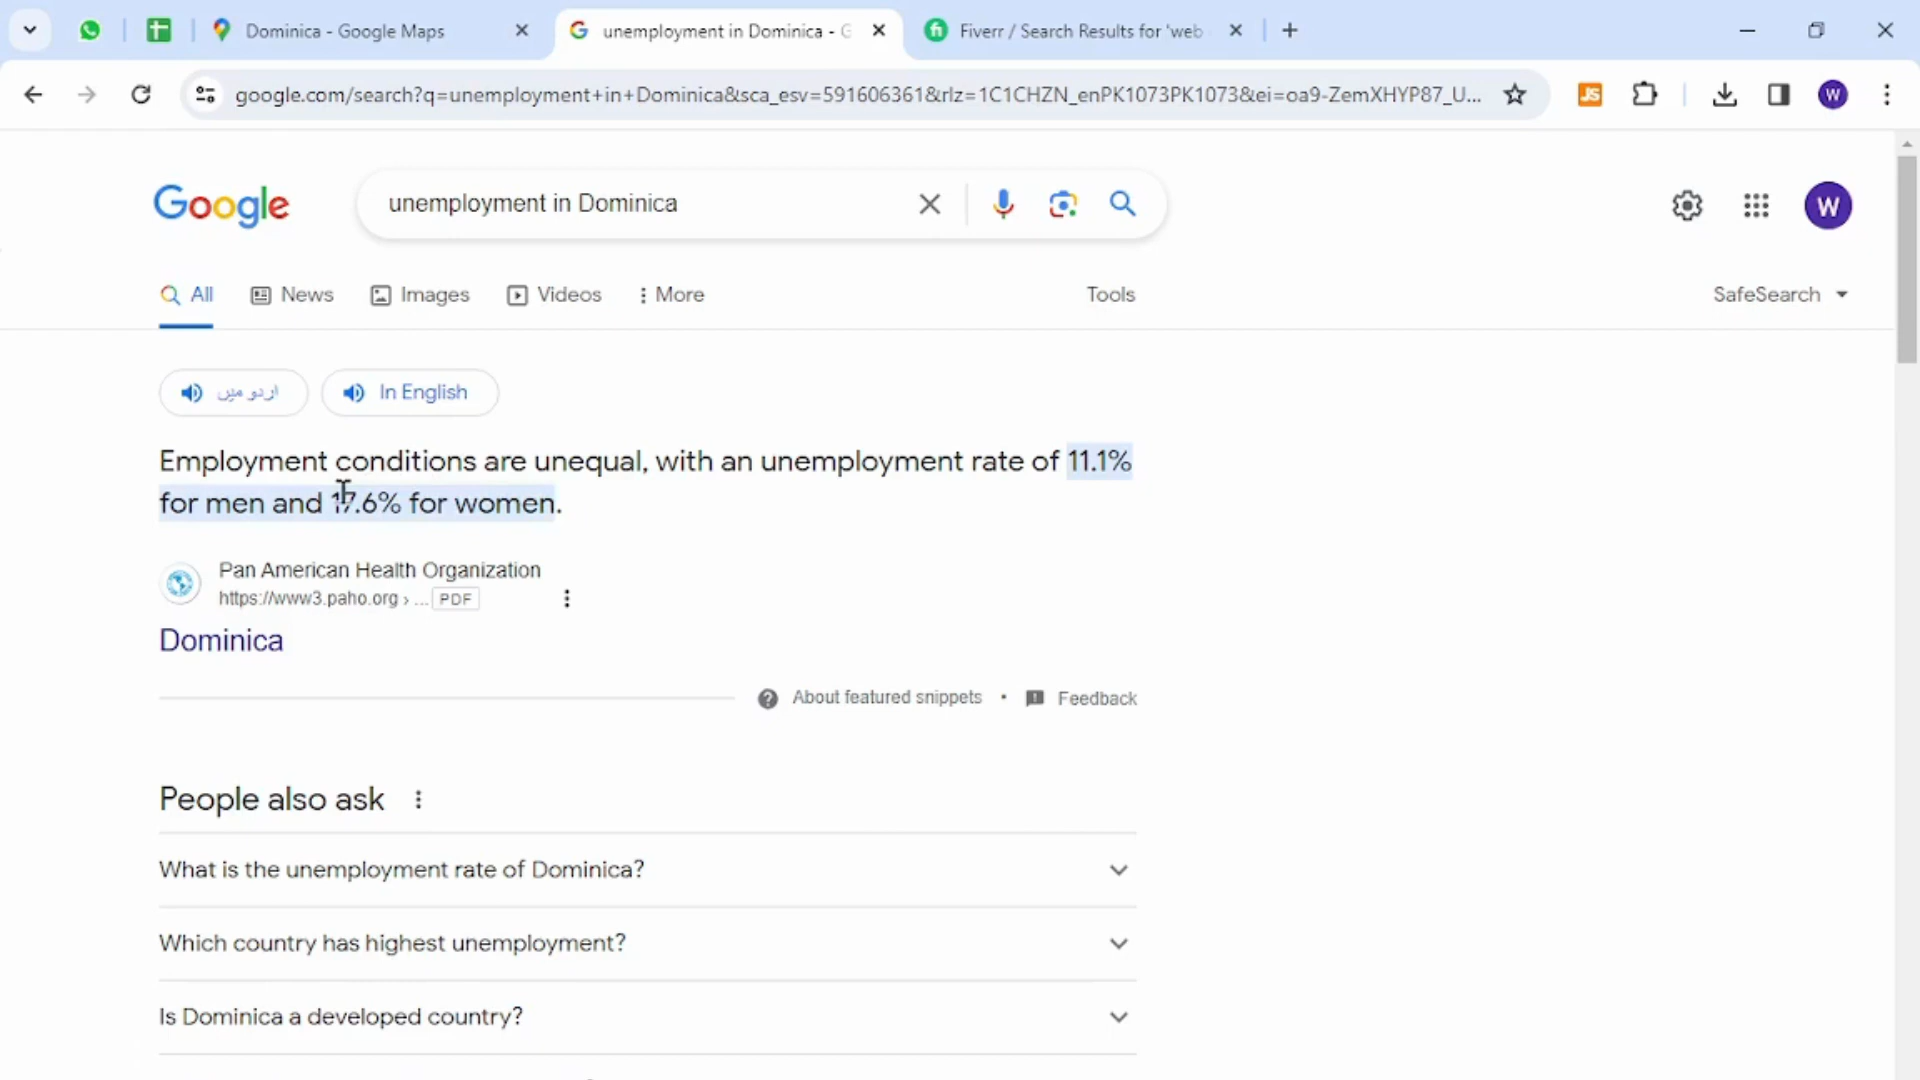 Dominica - Google Maps
unemployment in Dominica - G
Fiverr / Search Results for 'web
google.com/search?q=unemployment+in+Dominica&sca_esv=591606361&rlz=1C1CHZN_enPK1073PK1073&ei=oa9-ZemXHYP87_U...
JS
W
Google
unemployment in Dominica
W
All
News
Images
Videos
More
Tools
SafeSearch
اردو میں
In English
Employment conditions are unequal, with an unemployment rate of 11.1%
for men and 17.6% for women.
Pan American Health Organization
https://www3.paho.org › ... PDF
Dominica
About featured snippets • Feedback
People also ask
What is the unemployment rate of Dominica?
Which country has highest unemployment?
Is Dominica a developed country?